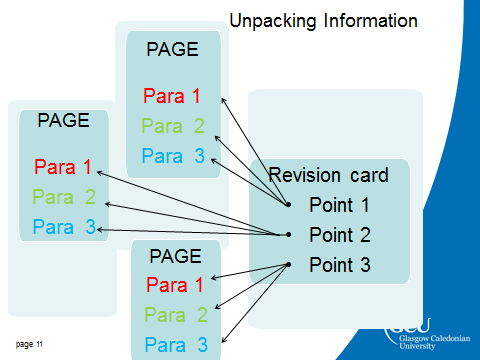 Unpacking Information
PAGE
Para 1
Para 2
Para 3
PAGE
Para 1
Para 2
Para 3
Revision card
Point 1
Point 2
Point 3
PAGE
Para 1
Para 2
Para 3
page 11
GCU
Glasgow Caledonian
University